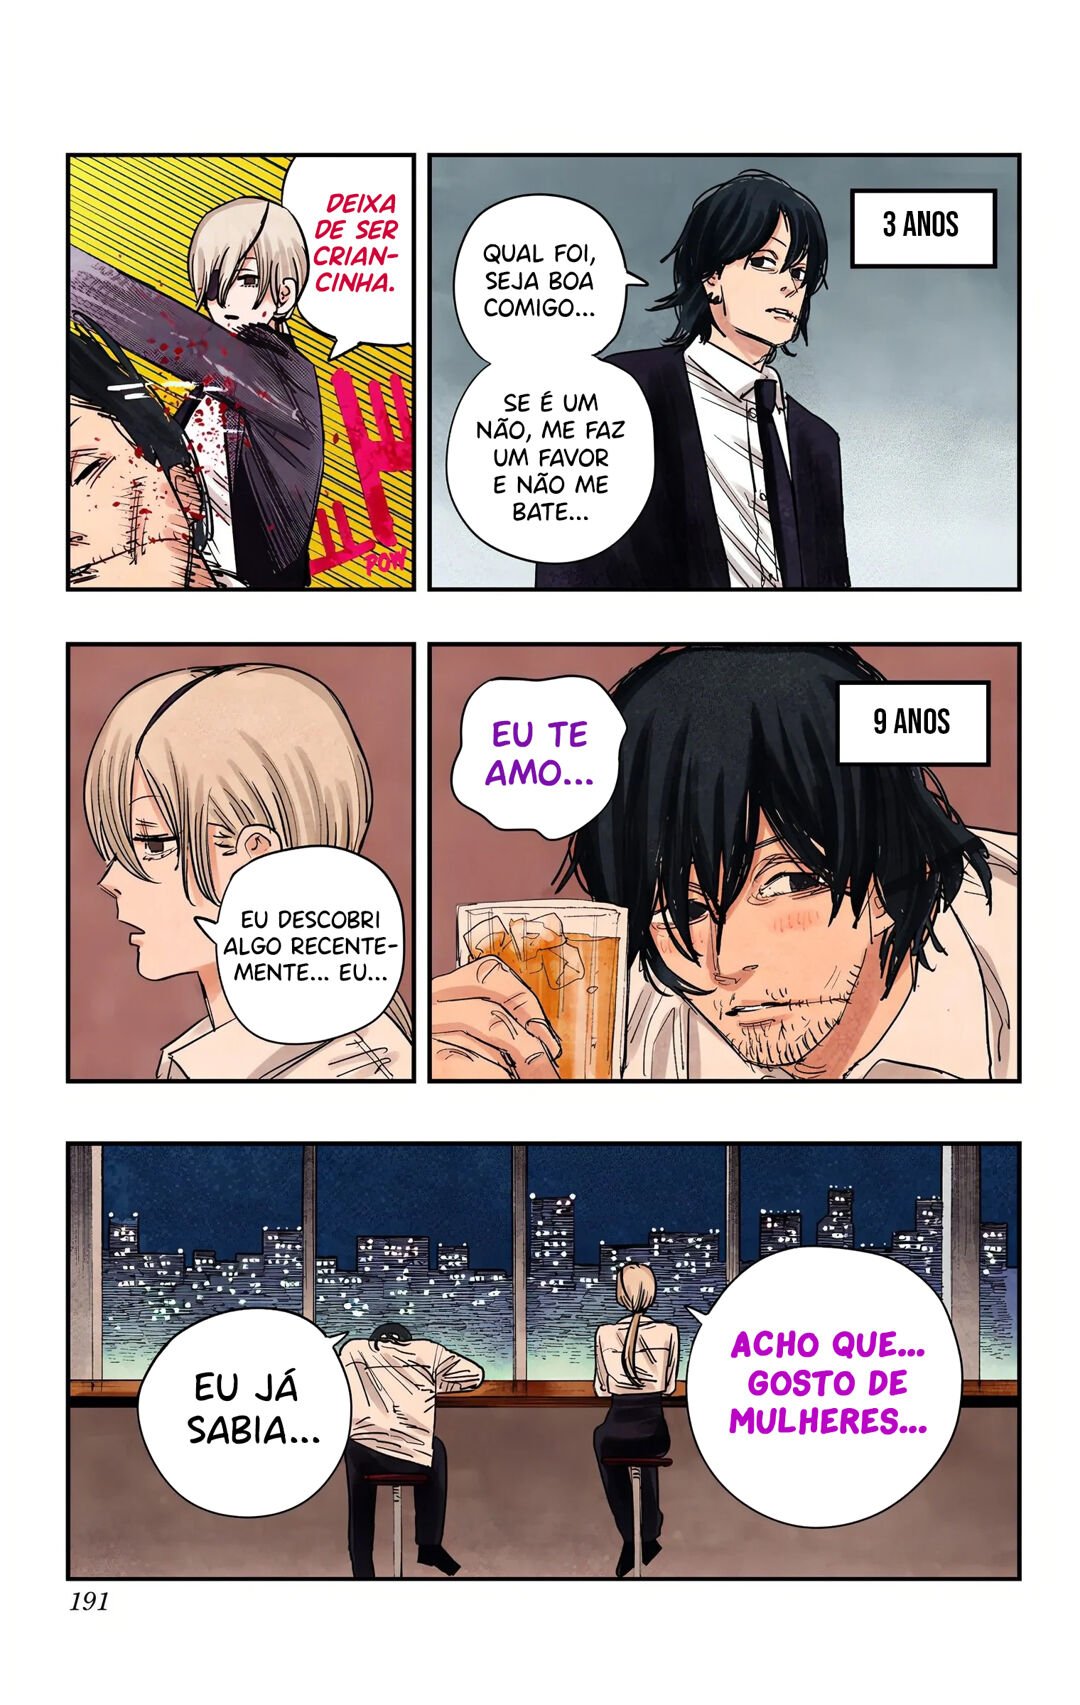 3 ANOS
QUAL FOI,
SEJA BOA
COMIGO...
SE É UM
NÃO, ME FAZ
UM FAVOR
E NÃO ME
BATE...
DEIXA
DE SER
CRIAN-
CINHA.
POW
9 ANOS
EU TE
AMO...
EU DESCOBRI
ALGO RECENTE-
MENTE... EU...
ACHO QUE...
GOSTO DE
MULHERES...
EU JÁ
SABIA...
191